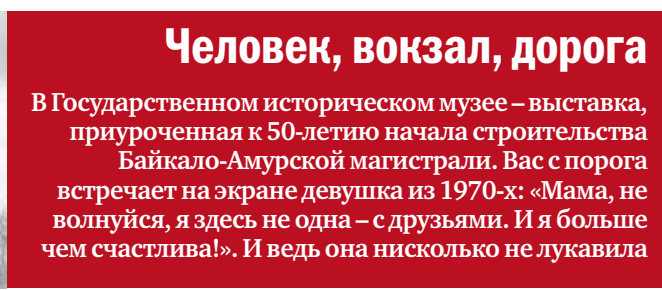 Человек, вокзал, дорога
В Государственном историческом музее – выставка,
приуроченная к 50-летию начала строительства
Байкало-Амурской магистрали. Вас с порога
встречает на экране девушка из 1970-х: «Мама, не
волнуйся, я здесь не одна – с друзьями. И я больше
чем счастлива!». И ведь она нисколько не лукавила